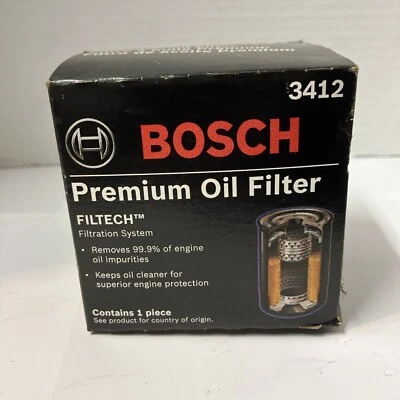 3412
BOSCH
Premium Oil Filter
FILTECH™
Filtration System
• Removes 99.9% of engine
oil impurities
• Keeps oil cleaner for
superior engine protection
Contains 1 piece
See product for country of origin.